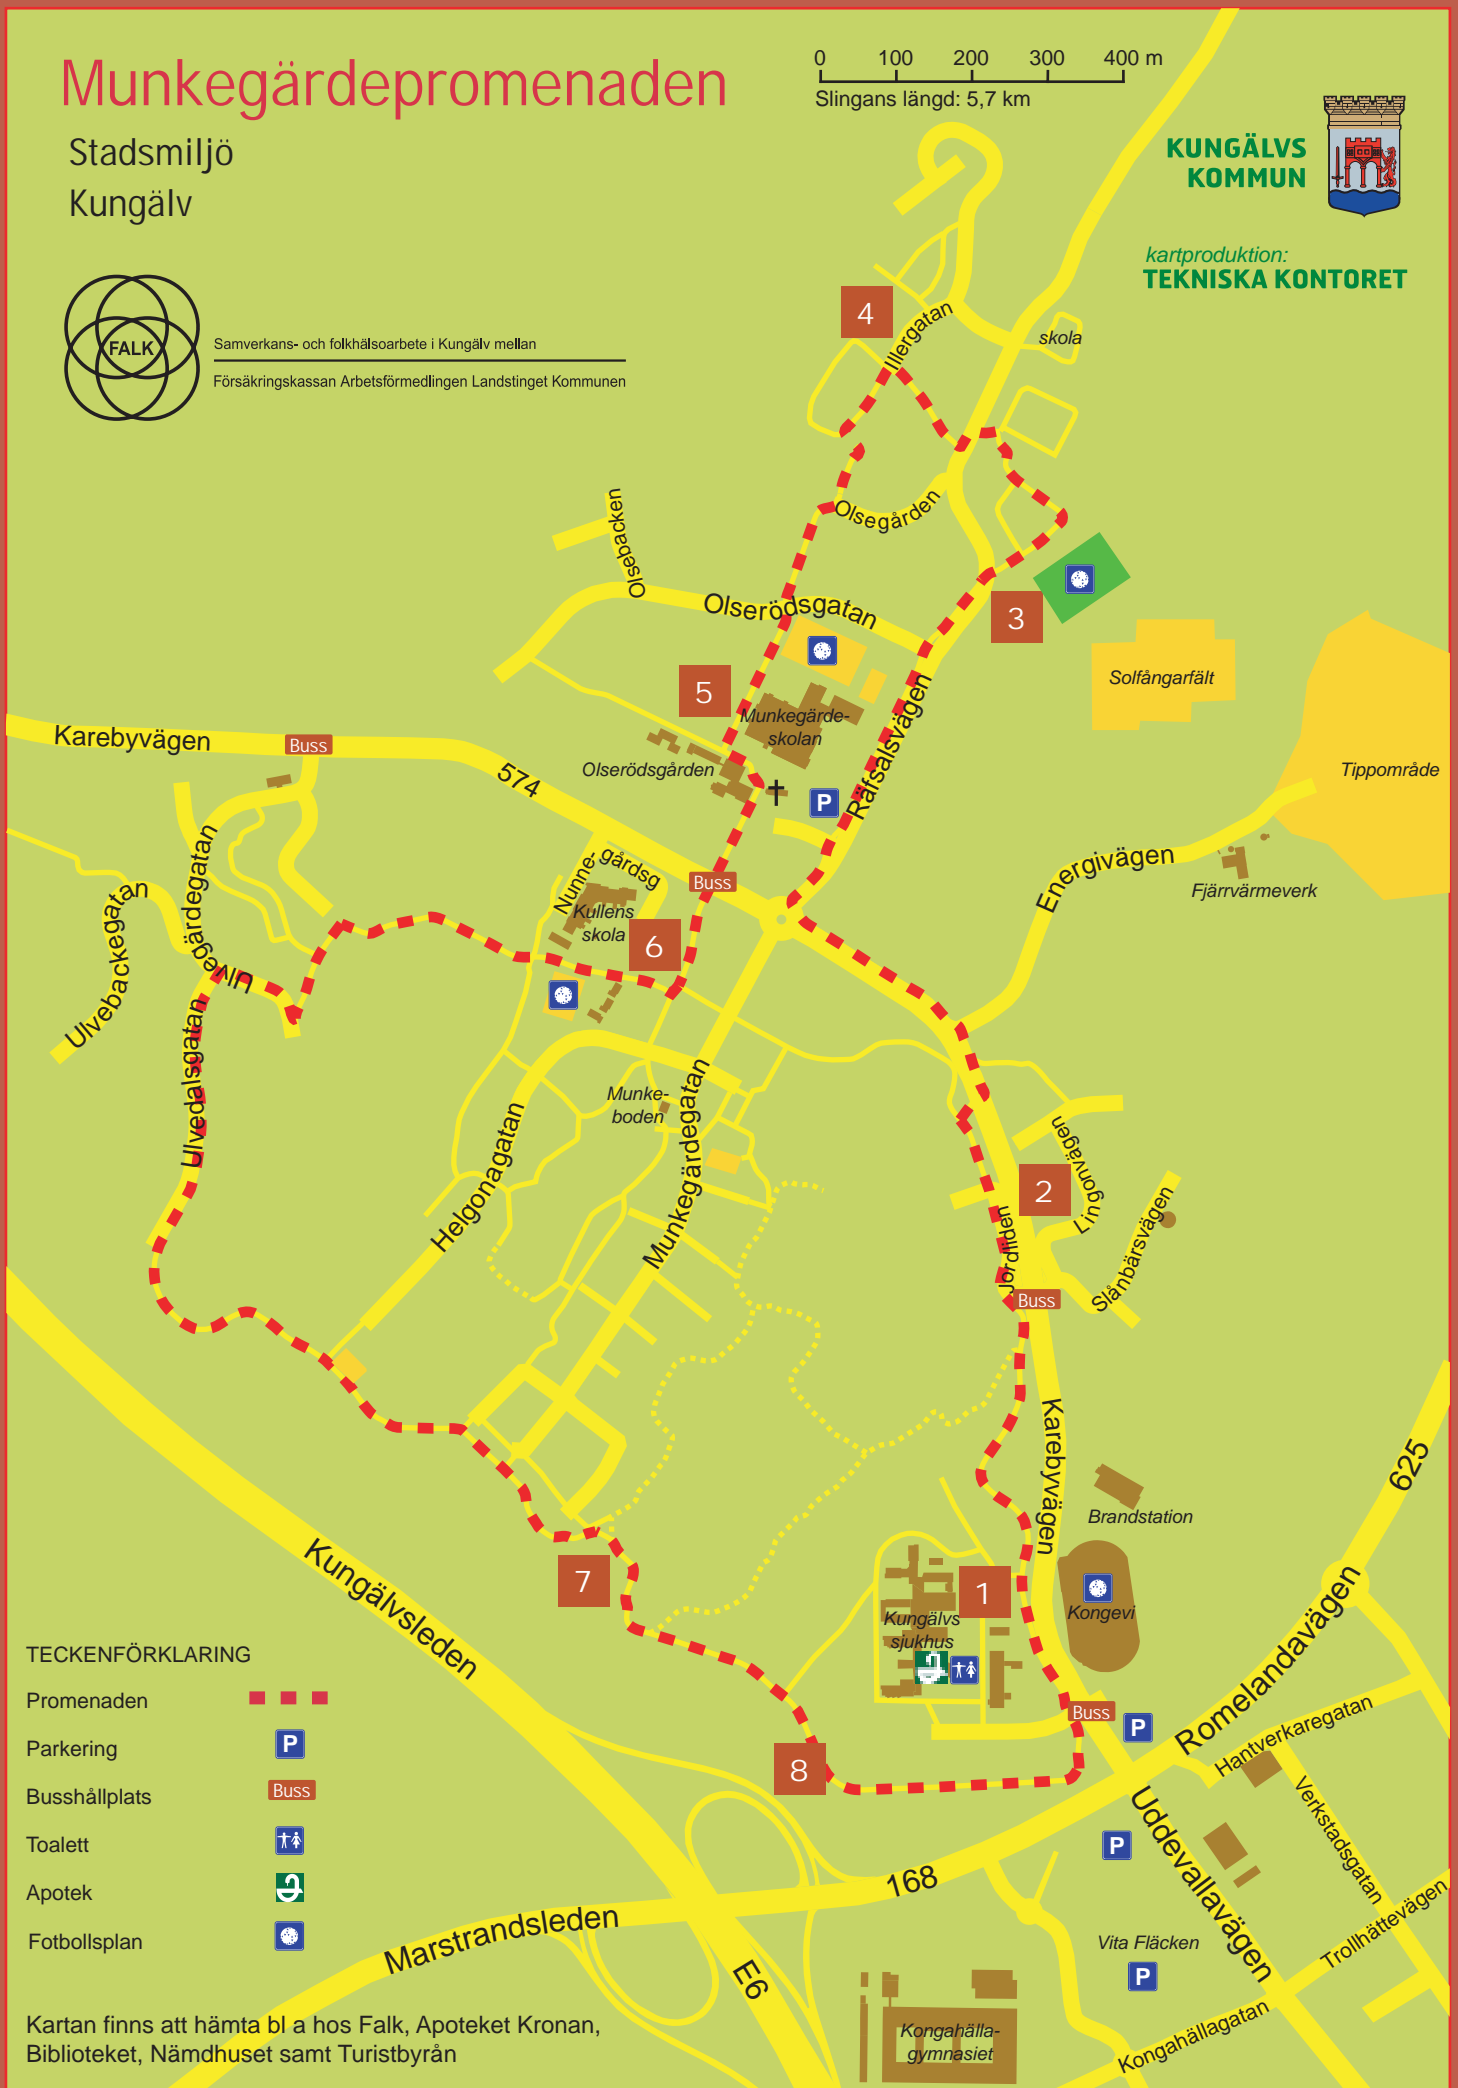 Munkegärdepromenaden
Stadsmiljö
Kungälv
0 100 200 300 400 m
Slingans längd: 5,7 km
KUNGÄLVS
KOMMUN
kartproduktion:
TEKNISKA KONTORET
FALK
Samverkans- och folkhälsoarbete i Kungälv mellan
Försäkringskassan Arbetsförmedlingen Landstinget Kommunen
4
Illergatan
skola
Olsebacken
Olsegården
Olserödsgatan
3
Solfångarfält
5
Munkegärde-
skolan
Räfsalsvägen
Karebyvägen
Buss
574
Olserödsgården
P
Tippområde
Energivägen
Fjärrvärmeverk
Nunne-
gårdsg
Buss
Kullens
skola
6
Ulvegärdegatan
Ulvebackegatan
Ulvedalsgatan
Helgonagatan
Munke-
boden
Munkegärdegatan
2
Lingonvägen
Slånbärsvägen
Jordliden
Buss
Karebyvägen
Brandstation
625
Kungälvsleden
7
1
Kungälvs
sjukhus
Kongevi
Romelandavägen
Buss
P
Hantverkaregatan
8
Verkstadsgatan
Uddevallavägen
P
168
Trollhättevägen
Marstrandsleden
E6
Vita Fläcken
P
Kongahälla-
gymnasiet
Kongahällagatan
TECKENFÖRKLARING
Promenaden
Parkering P
Busshållplats Buss
Toalett
Apotek
Fotbollsplan
Kartan finns att hämta bl a hos Falk, Apoteket Kronan,
Biblioteket, Nämdhuset samt Turistbyrån